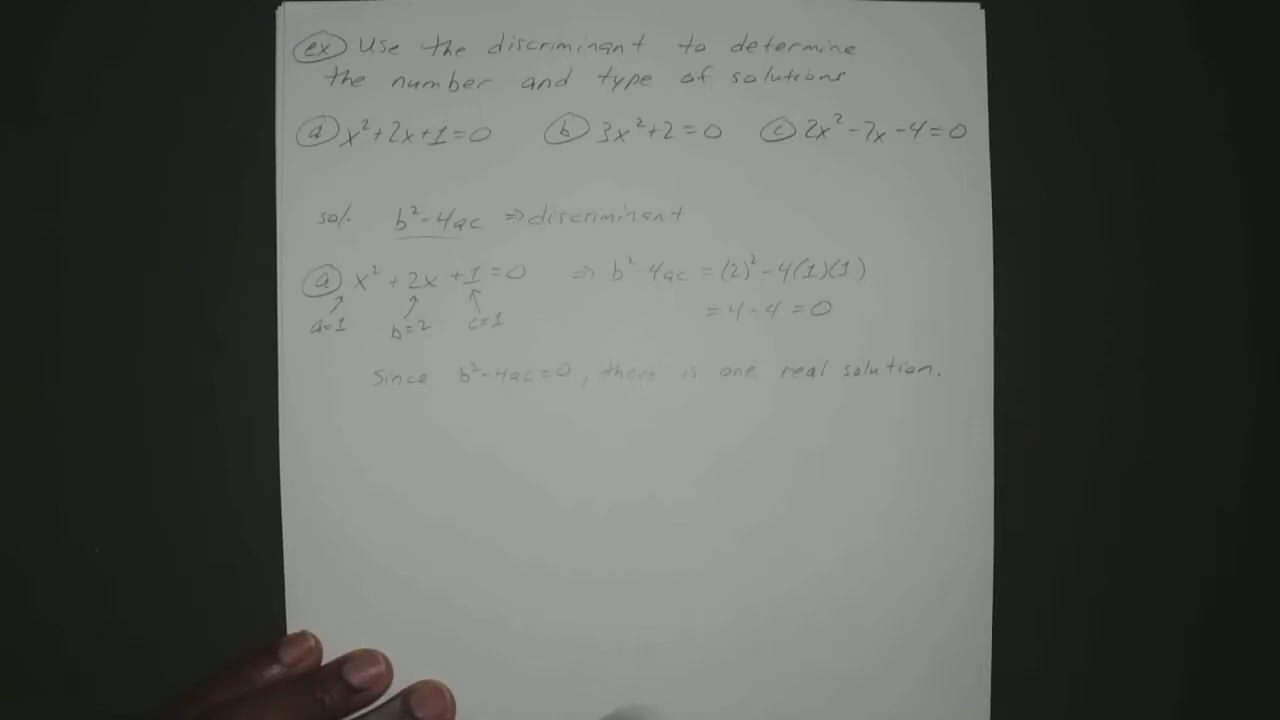 ex Use the discriminant to determine
the number and type of solutions
a x²+2x+1=0 b 3x²+2=0 c 2x²-7x-4=0
sol. b²-4ac ⇒discriminant
a x²+2x+1=0 ⇒ b²-4ac = (2)²-4(1)(1)
a=1 b=2 c=1 =4-4=0
Since b²-4ac=0, there is one real solution.